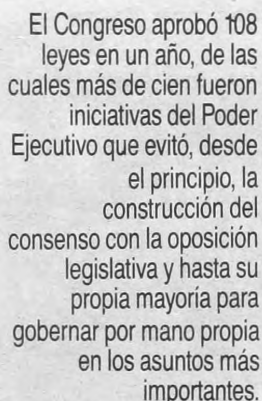 El Congreso aprobó 108
leyes en un año, de las
cuales más de cien fueron
iniciativas del Poder
Ejecutivo que evitó, desde
el principio, la
construcción del
consenso con la oposición
legislativa y hasta su
propia mayoría para
gobernar por mano propia
en los asuntos más
importantes.